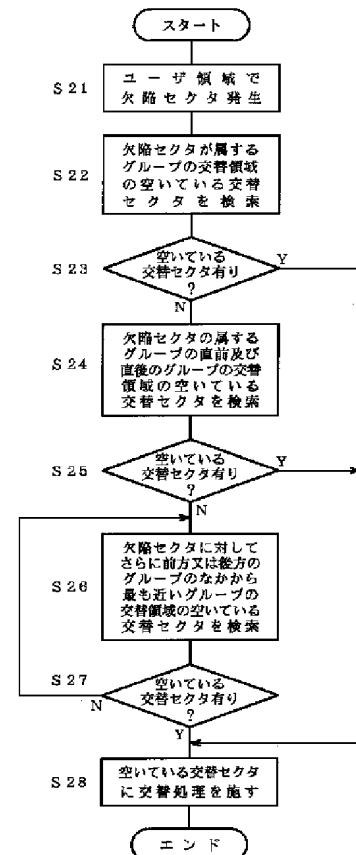 スタート
S21
ユーザ領域で
欠陥セクタ発生
S22
欠陥セクタが属する
グループの交替領域
の空いている交替
セクタを検索
S23
空いている
交替セクタ有り
?
Y
N
S24
欠陥セクタの属する
グループの直前及び
直後のグループの交替
領域の空いている
交替セクタを検索
S25
空いている
交替セクタ有り
?
Y
N
S26
欠陥セクタに対して
さらに前方又は後方の
グループのなかから
最も近いグループの
交替領域の空いている
交替セクタを検索
S27
空いている
交替セクタ有り
?
N
Y
S28
空いている交替セクタ
に交替処理を施す
エンド